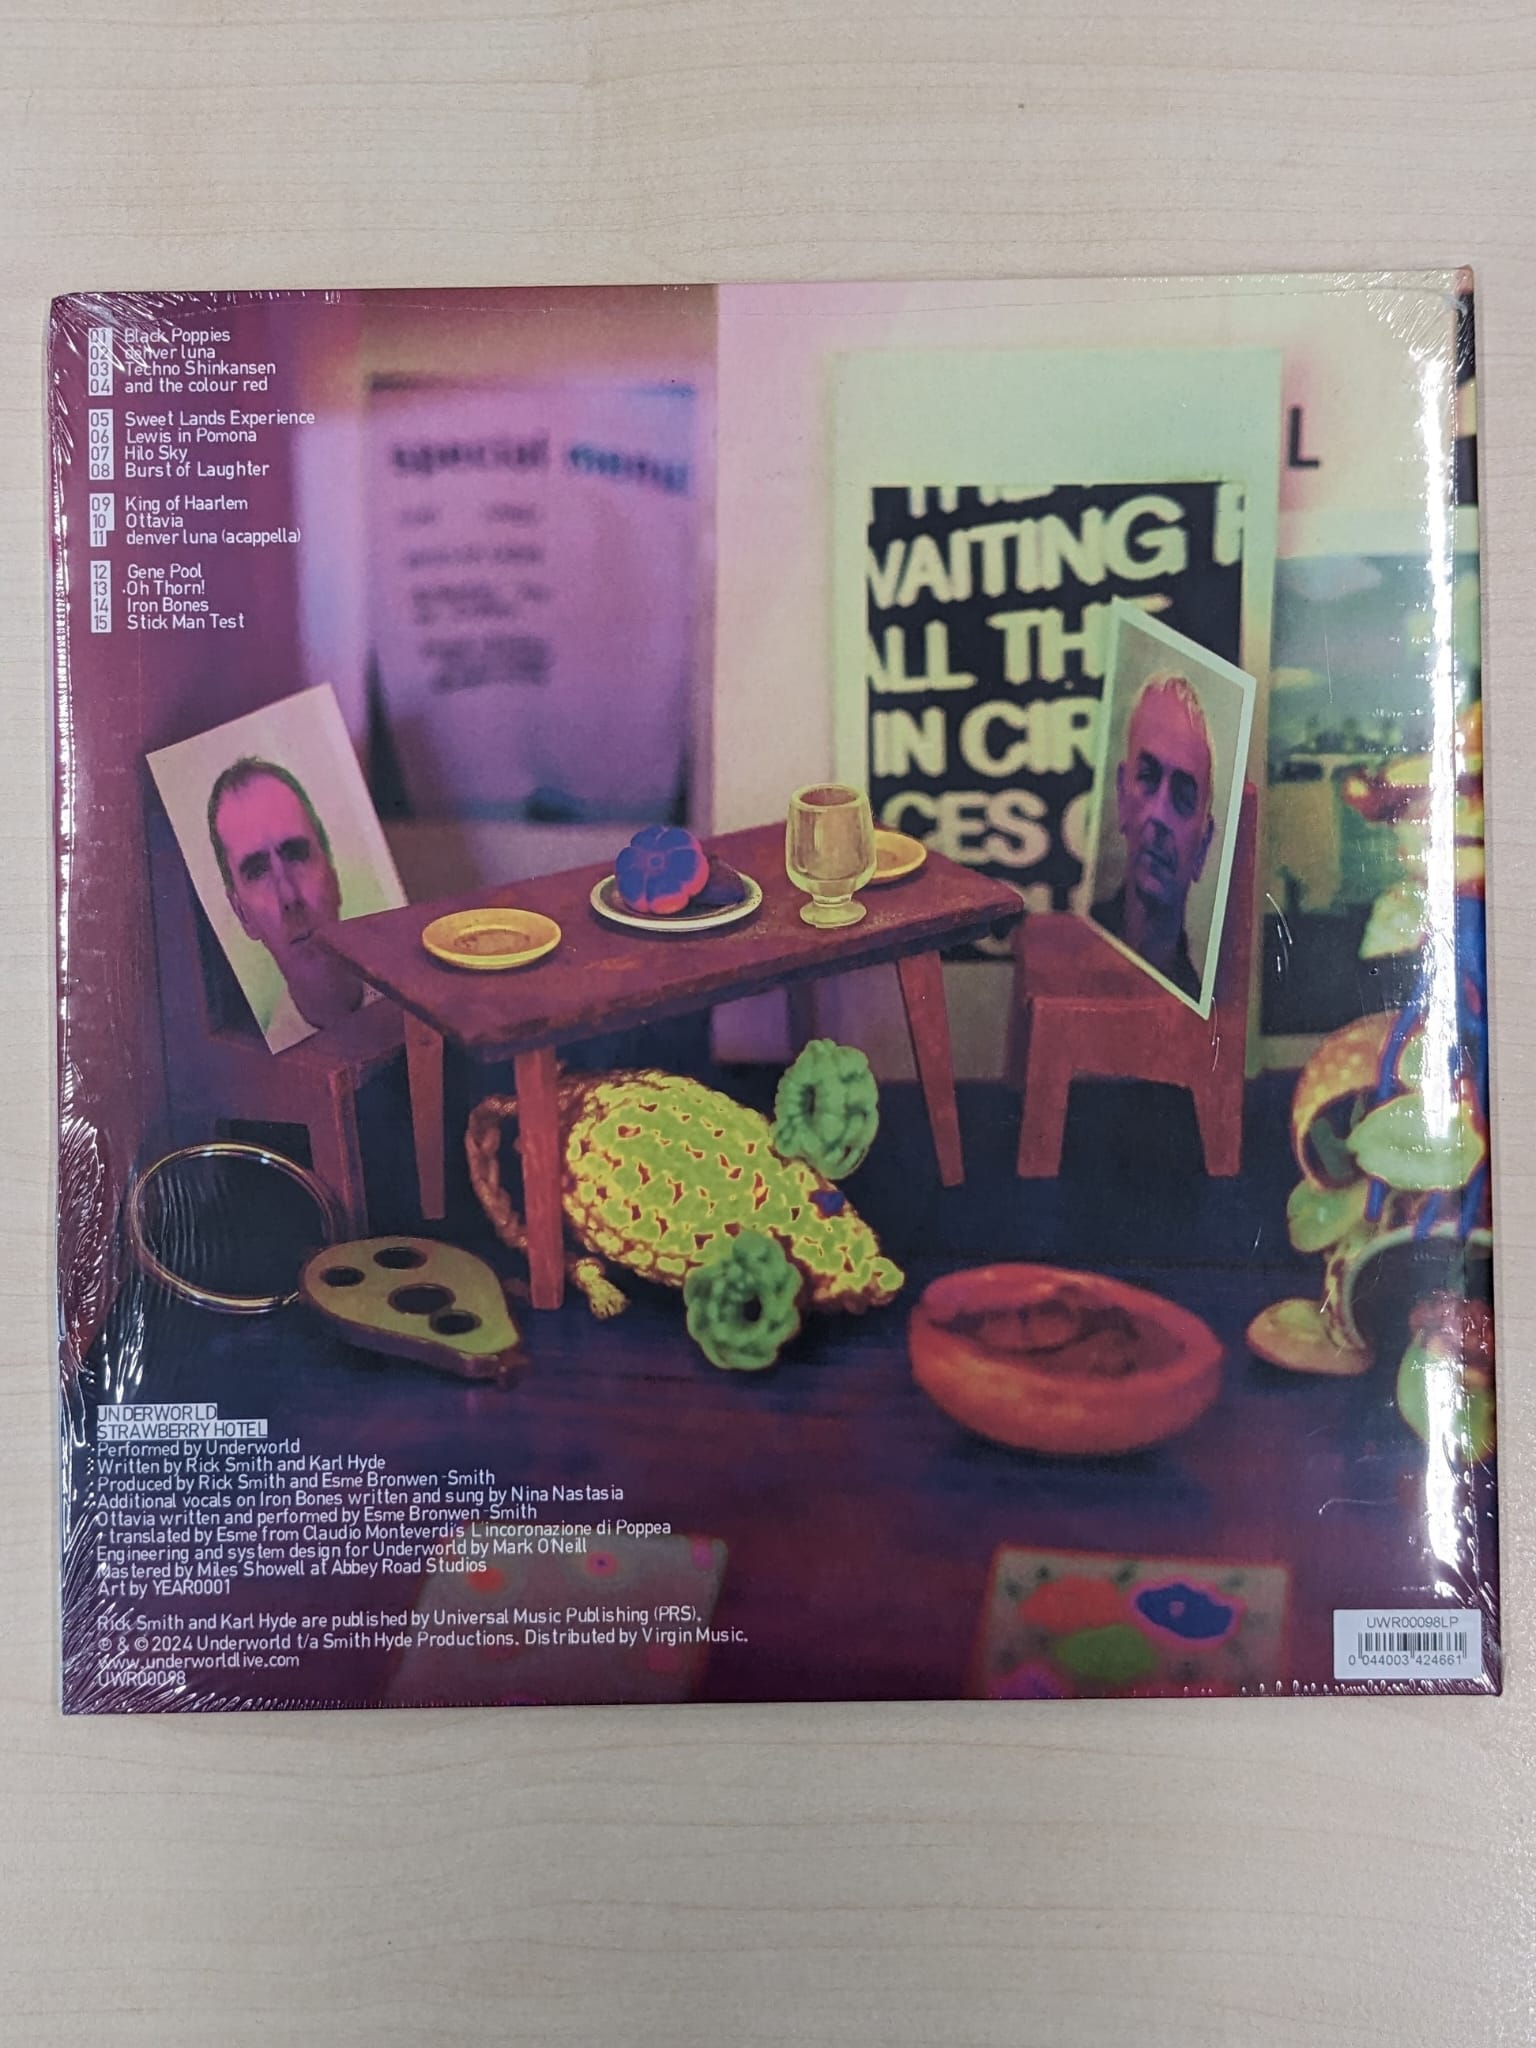 01 Black Poppies
02 denver luna
03 Techno Shinkansen
04 and the colour red
05 Sweet Lands Experience
06 Lewis in Pomona
07 Hilo Sky
08 Burst of Laughter
09 King of Haarlem
10 Ottavia
11 denver luna (acappella)
12 Gene Pool
13 Oh Thorn!
14 Iron Bones
15 Stick Man Test
special menu
L
WAITING
ALL THE
IN CIR
CES
UNDERWORLD
STRAWBERRY HOTEL
Performed by Underworld
Written by Rick Smith and Karl Hyde
Produced by Rick Smith and Esme Bronwen-Smith
Additional vocals on Iron Bones written and sung by Nina Nastasia
Ottavia written and performed by Esme Bronwen-Smith
- translated by Esme from Claudio Monteverdi's L'incoronazione di Poppea
Engineering and system design for Underworld by Mark O'Neill
Mastered by Miles Showell at Abbey Road Studios
Art by YEAR0001
Rick Smith and Karl Hyde are published by Universal Music Publishing (PRS).
℗ & © 2024 Underworld t/a Smith Hyde Productions. Distributed by Virgin Music.
www.underworldlive.com
UWR00098
UWR00098LP
0 044003 424661